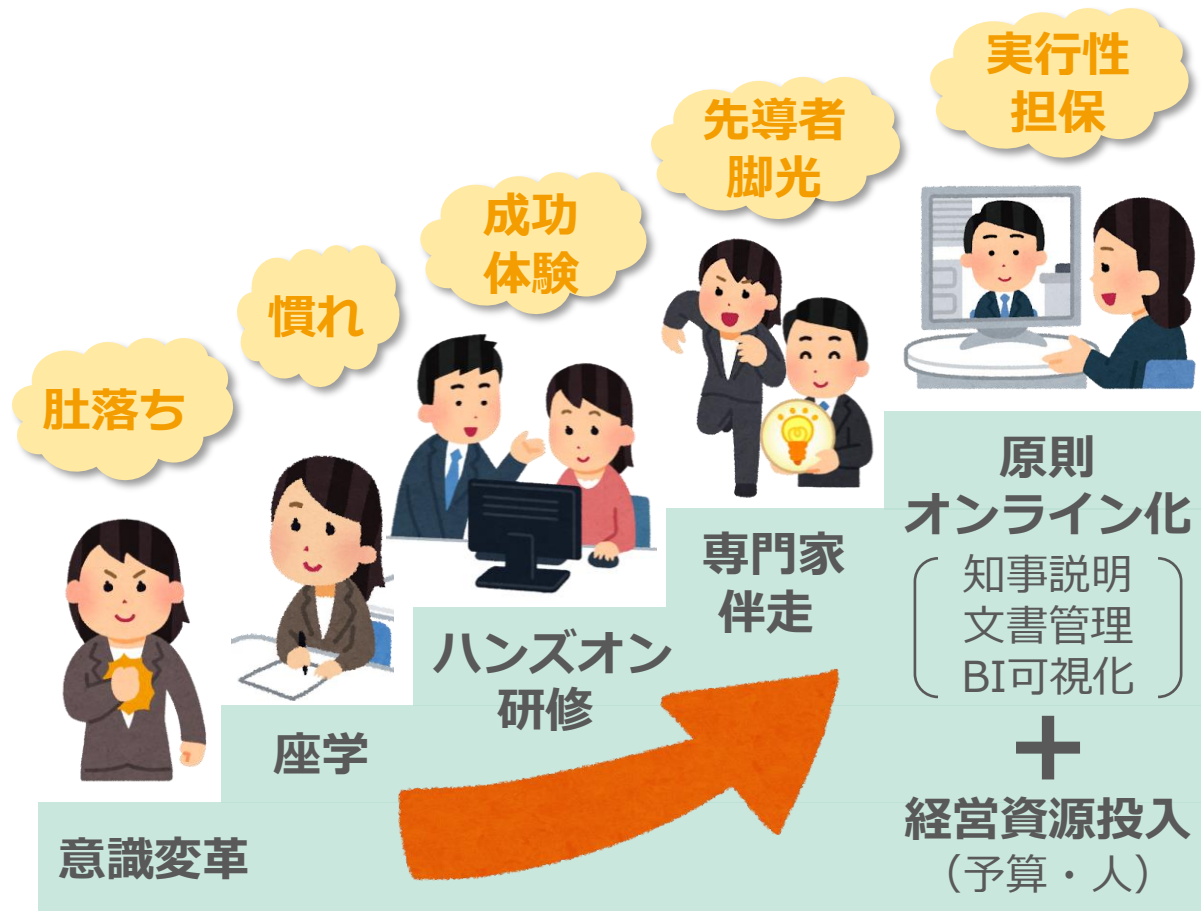 肚落ち
慣れ
成功
体験
先導者
脚光
実行性
担保
意識変革
座学
ハンズオン
研修
専門家
伴走
原則
オンライン化
知事説明
文書管理
BI可視化
＋
経営資源投入
（予算・人）